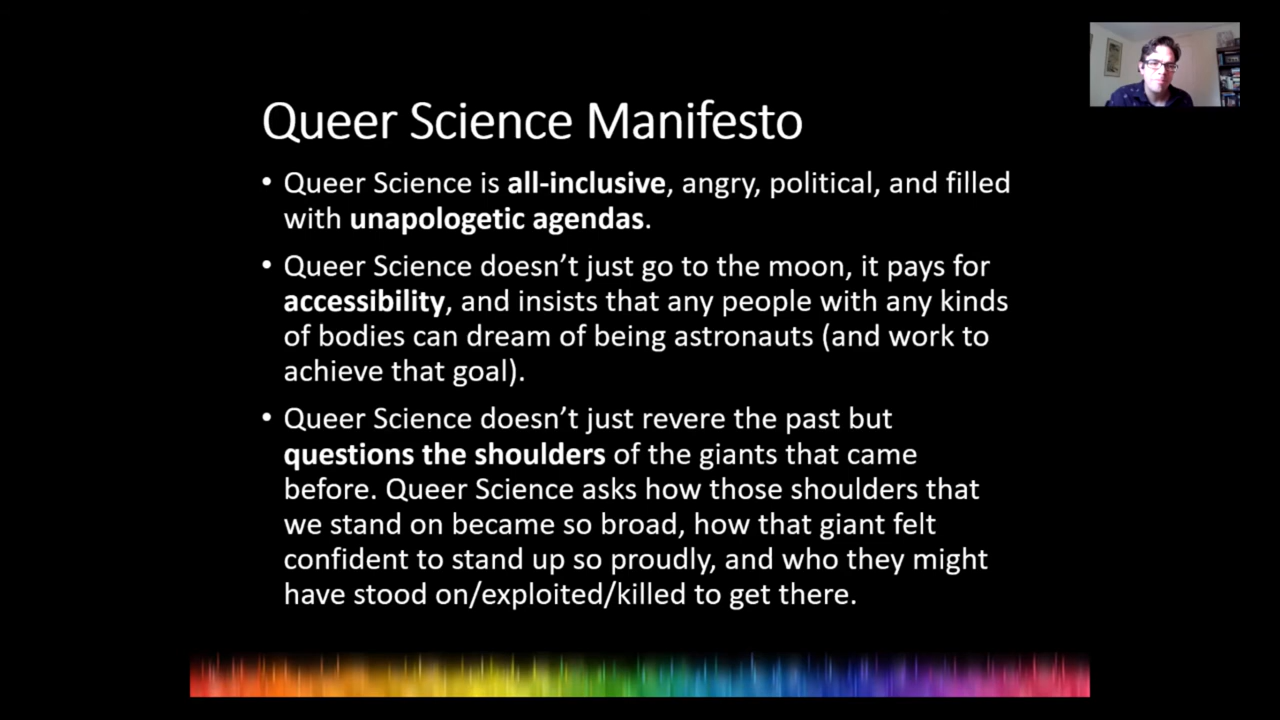 Queer Science Manifesto
• Queer Science is all-inclusive, angry, political, and filled
with unapologetic agendas.
• Queer Science doesn’t just go to the moon, it pays for
accessibility, and insists that any people with any kinds
of bodies can dream of being astronauts (and work to
achieve that goal).
• Queer Science doesn’t just revere the past but
questions the shoulders of the giants that came
before. Queer Science asks how those shoulders that
we stand on became so broad, how that giant felt
confident to stand up so proudly, and who they might
have stood on/exploited/killed to get there.